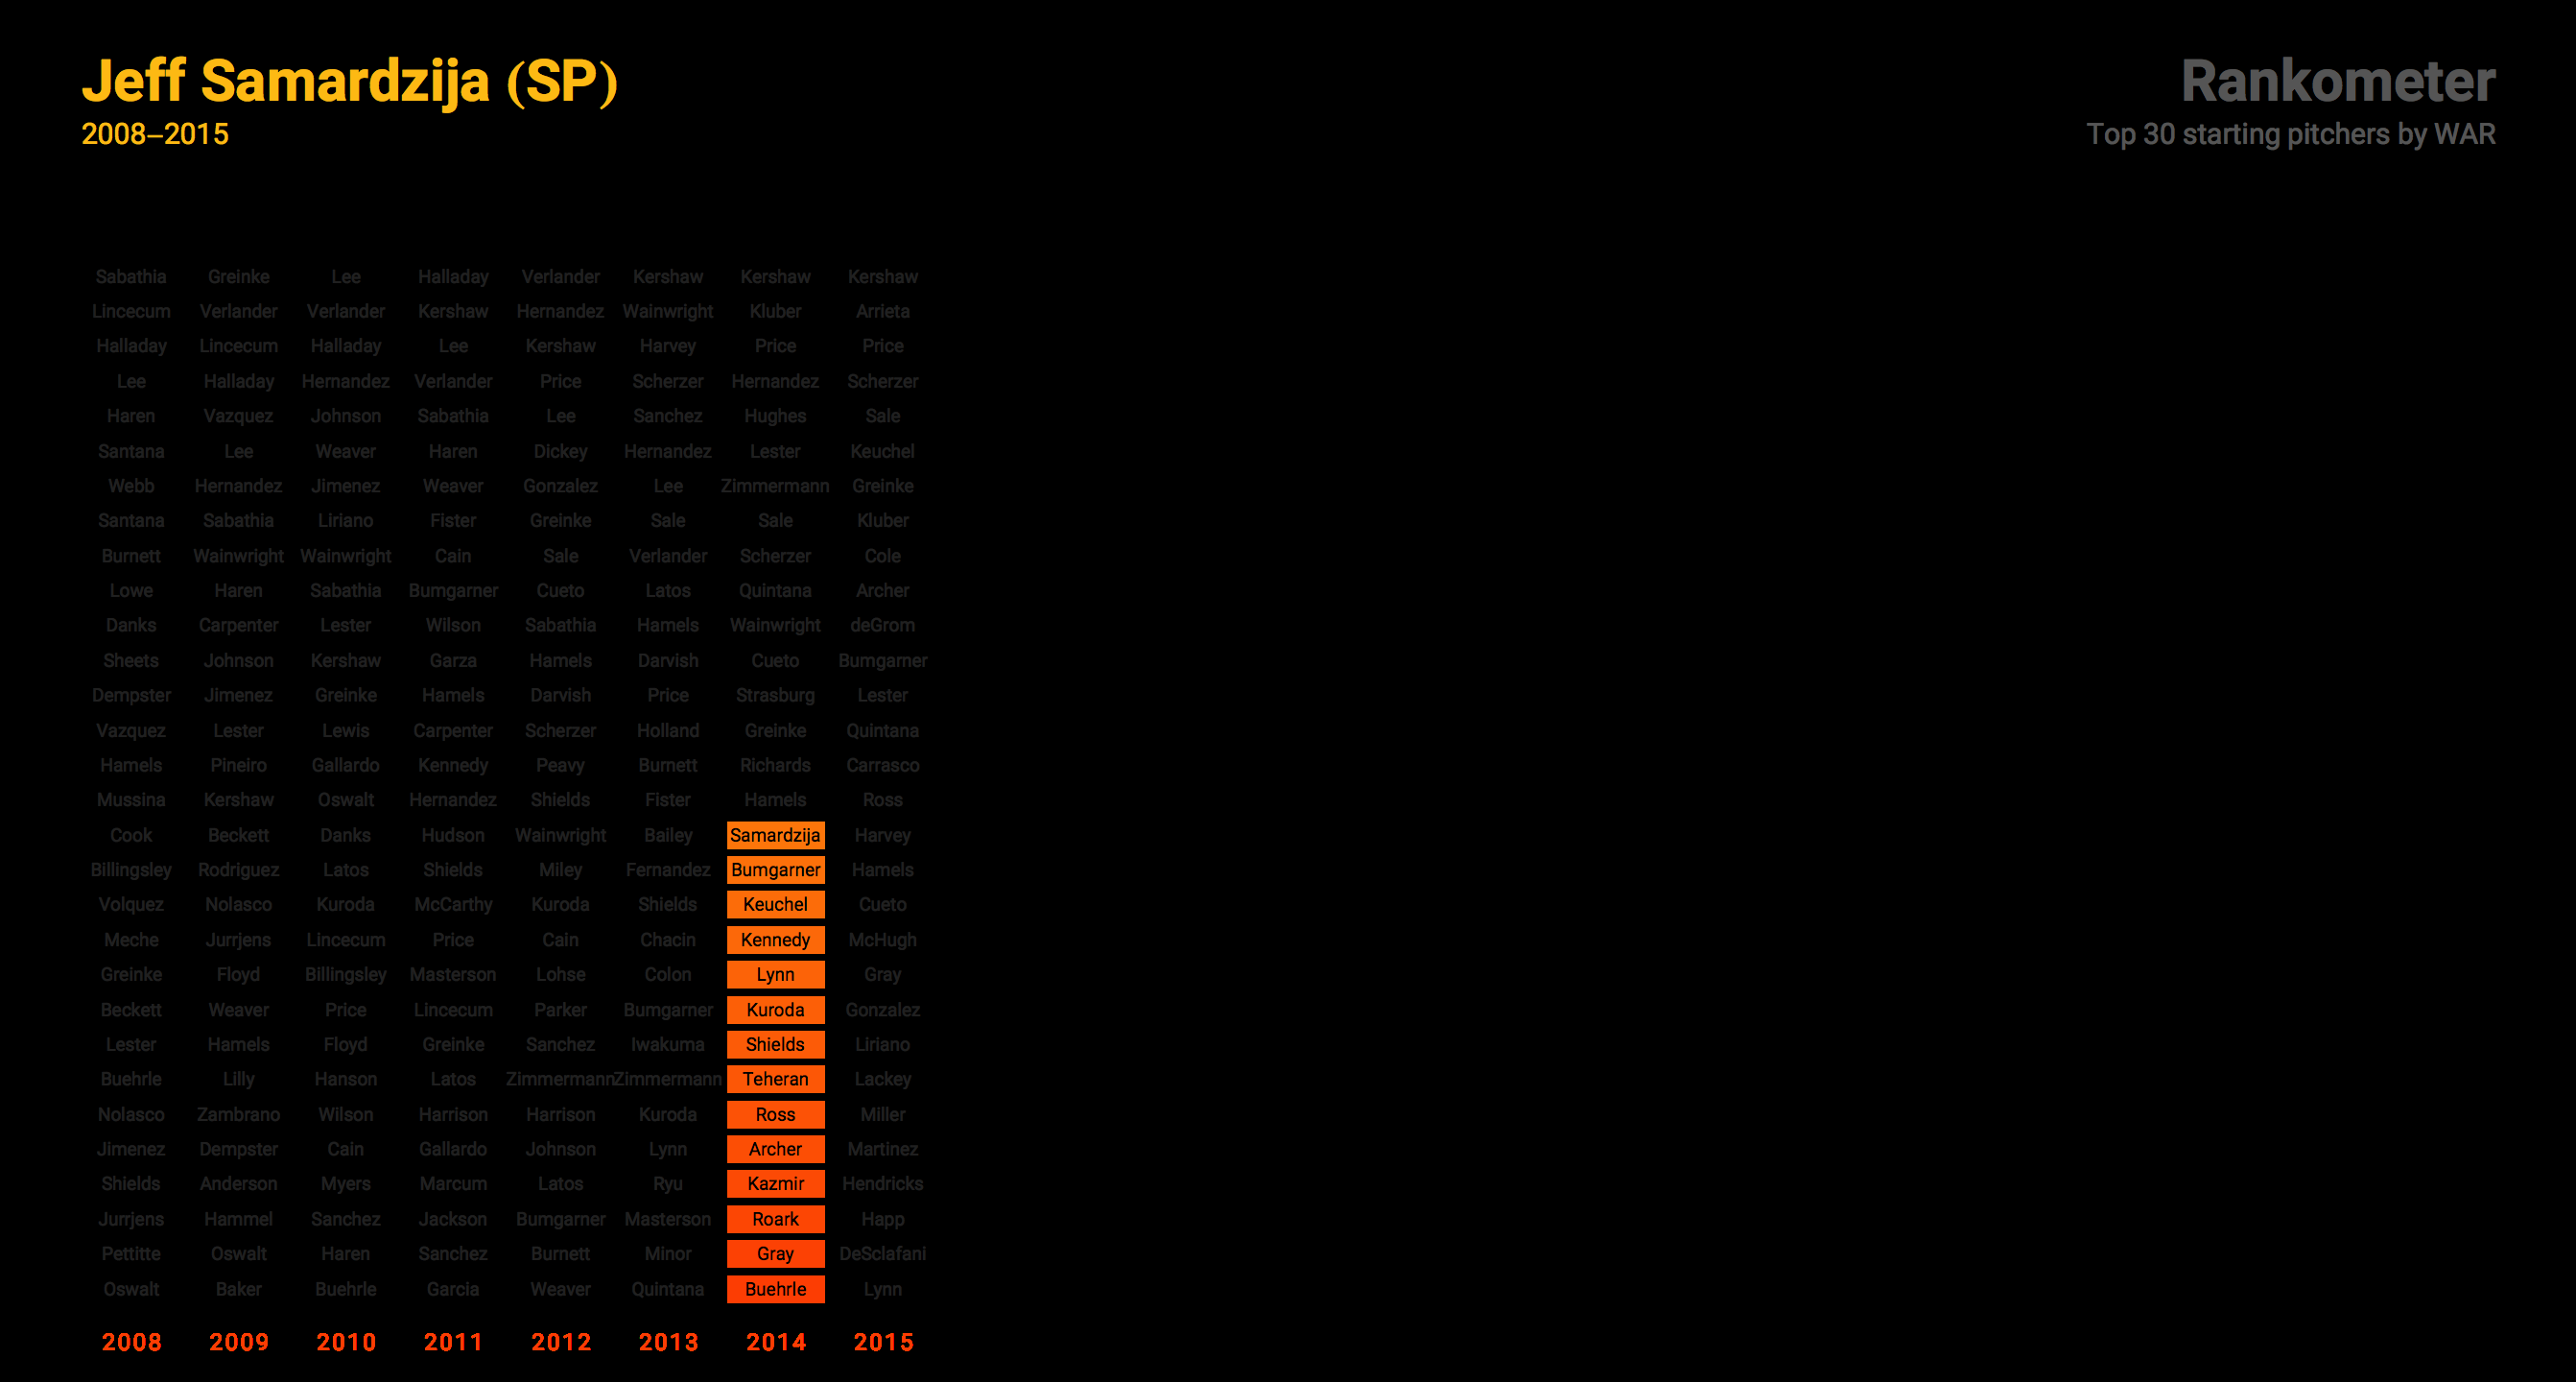 Jeff Samardzija (SP)
2008–2015
Rankometer
Top 30 starting pitchers by WAR
Sabathia Greinke Lee Halladay Verlander Kershaw Kershaw Kershaw
Lincecum Verlander Verlander Kershaw Hernandez Wainwright Kluber Arrieta
Halladay Lincecum Halladay Lee Kershaw Harvey Price Price
Lee Halladay Hernandez Verlander Price Scherzer Hernandez Scherzer
Haren Vazquez Johnson Sabathia Lee Sanchez Hughes Sale
Santana Lee Weaver Haren Dickey Hernandez Lester Keuchel
Webb Hernandez Jimenez Weaver Gonzalez Lee Zimmermann Greinke
Santana Sabathia Liriano Fister Greinke Sale Sale Kluber
Burnett Wainwright Wainwright Cain Sale Verlander Scherzer Cole
Lowe Haren Sabathia Bumgarner Cueto Latos Quintana Archer
Danks Carpenter Lester Wilson Sabathia Hamels Wainwright deGrom
Sheets Johnson Kershaw Garza Hamels Darvish Cueto Bumgarner
Dempster Jimenez Greinke Hamels Darvish Price Strasburg Lester
Vazquez Lester Lewis Carpenter Scherzer Holland Greinke Quintana
Hamels Pineiro Gallardo Kennedy Peavy Burnett Richards Carrasco
Mussina Kershaw Oswalt Hernandez Shields Fister Hamels Ross
Cook Beckett Danks Hudson Wainwright Bailey Samardzija Harvey
Billingsley Rodriguez Latos Shields Miley Fernandez Bumgarner Hamels
Volquez Nolasco Kuroda McCarthy Kuroda Shields Keuchel Cueto
Meche Jurrjens Lincecum Price Cain Chacin Kennedy McHugh
Greinke Floyd Billingsley Masterson Lohse Colon Lynn Gray
Beckett Weaver Price Lincecum Parker Bumgarner Kuroda Gonzalez
Lester Hamels Floyd Greinke Sanchez Iwakuma Shields Liriano
Buehrle Lilly Hanson Latos Zimmermann Zimmermann Teheran Lackey
Nolasco Zambrano Wilson Harrison Harrison Kuroda Ross Miller
Jimenez Dempster Cain Gallardo Johnson Lynn Archer Martinez
Shields Anderson Myers Marcum Latos Ryu Kazmir Hendricks
Jurrjens Hammel Sanchez Jackson Bumgarner Masterson Roark Happ
Pettitte Oswalt Haren Sanchez Burnett Minor Gray DeSclafani
Oswalt Baker Buehrle Garcia Weaver Quintana Buehrle Lynn
2008 2009 2010 2011 2012 2013 2014 2015